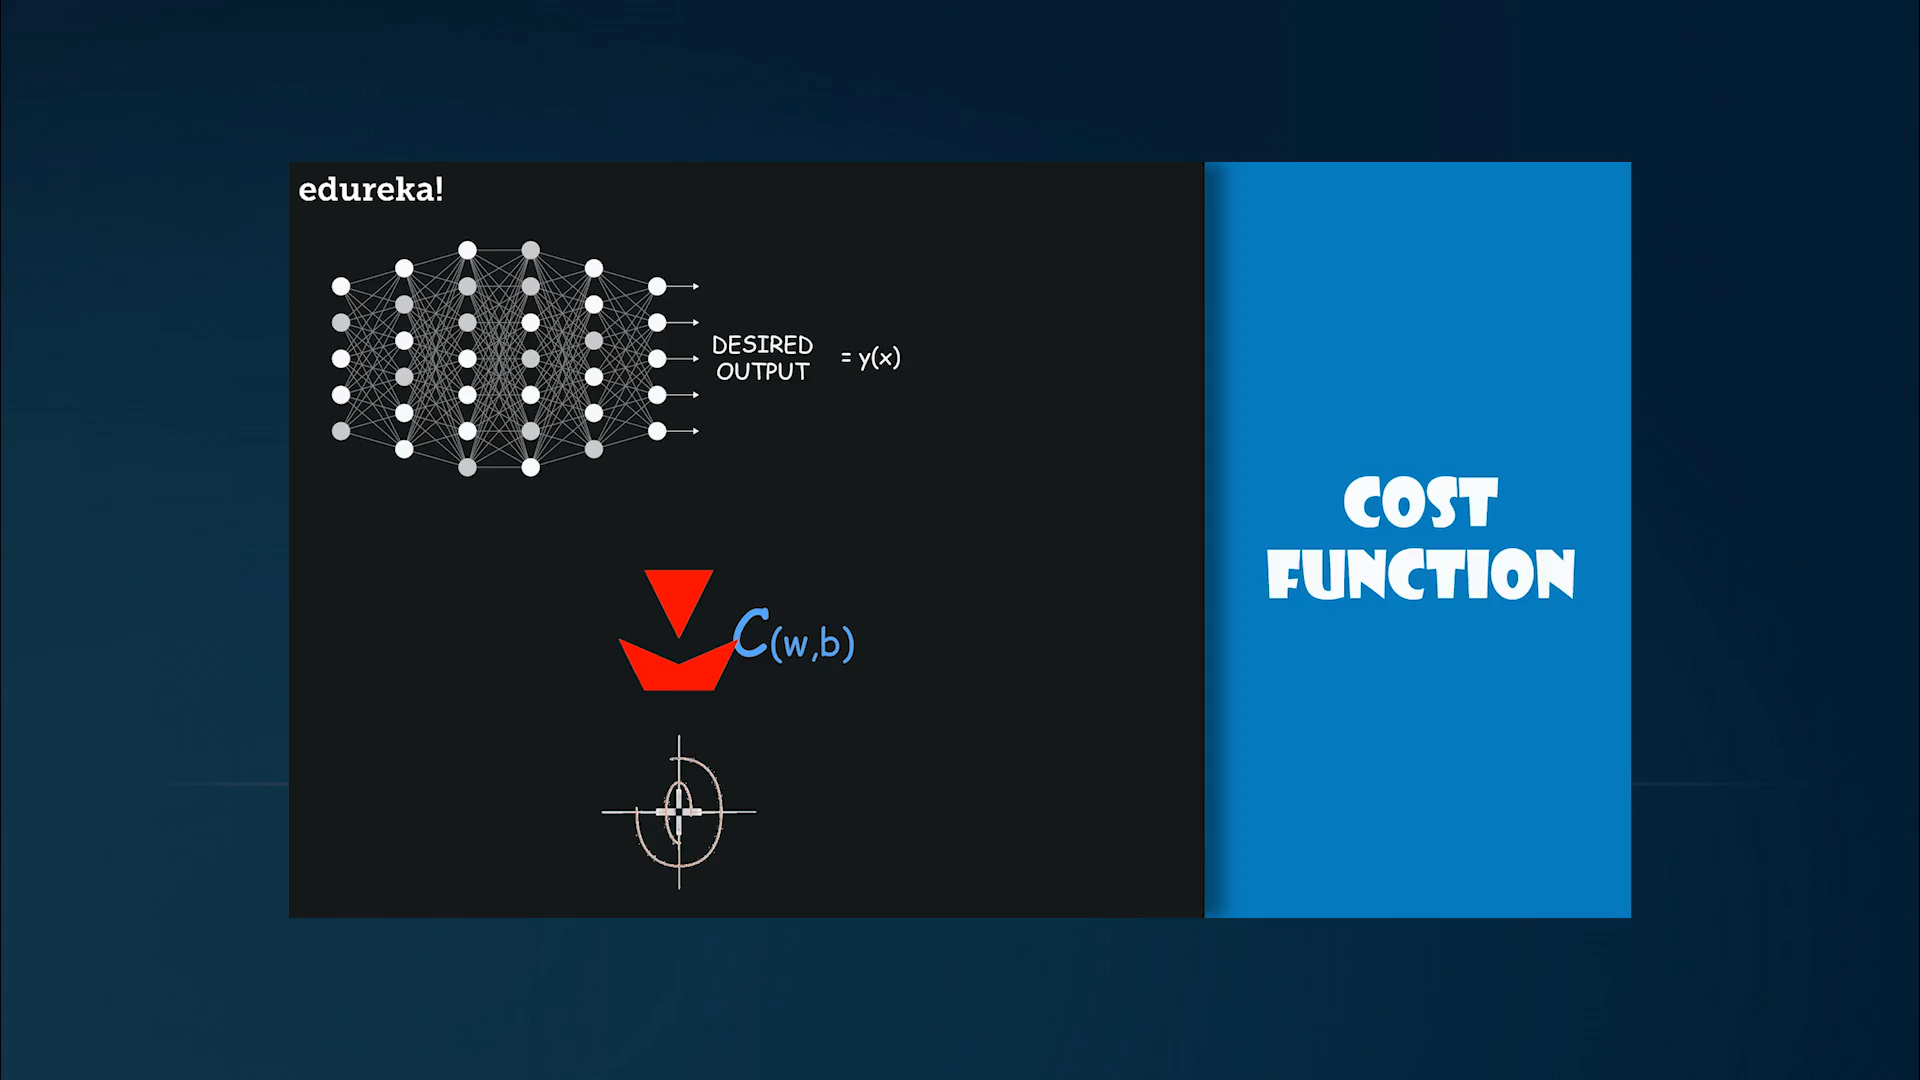 edureka!
DESIRED
OUTPUT
= y(x)
C(w,b)
COST
FUNCTION